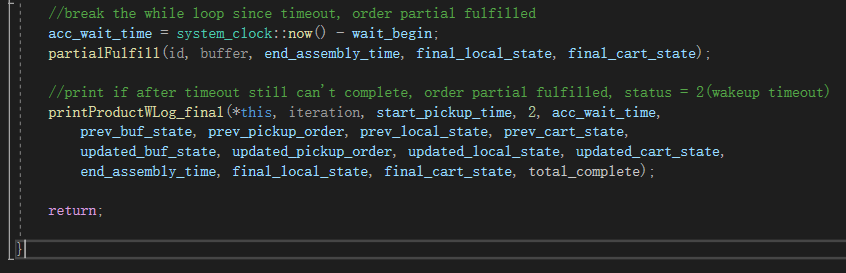 //break the while loop since timeout, order partial fulfilled
acc_wait_time = system_clock::now() - wait_begin;
partialFulfill(id, buffer, end_assembly_time, final_local_state, final_cart_state);
//print if after timeout still can't complete, order partial fulfilled, status = 2(wakeup timeout)
printProductWLog_final(*this, iteration, start_pickup_time, 2, acc_wait_time,
prev_buf_state, prev_pickup_order, prev_local_state, prev_cart_state,
updated_buf_state, updated_pickup_order, updated_local_state, updated_cart_state,
end_assembly_time, final_local_state, final_cart_state, total_complete);
return;
}